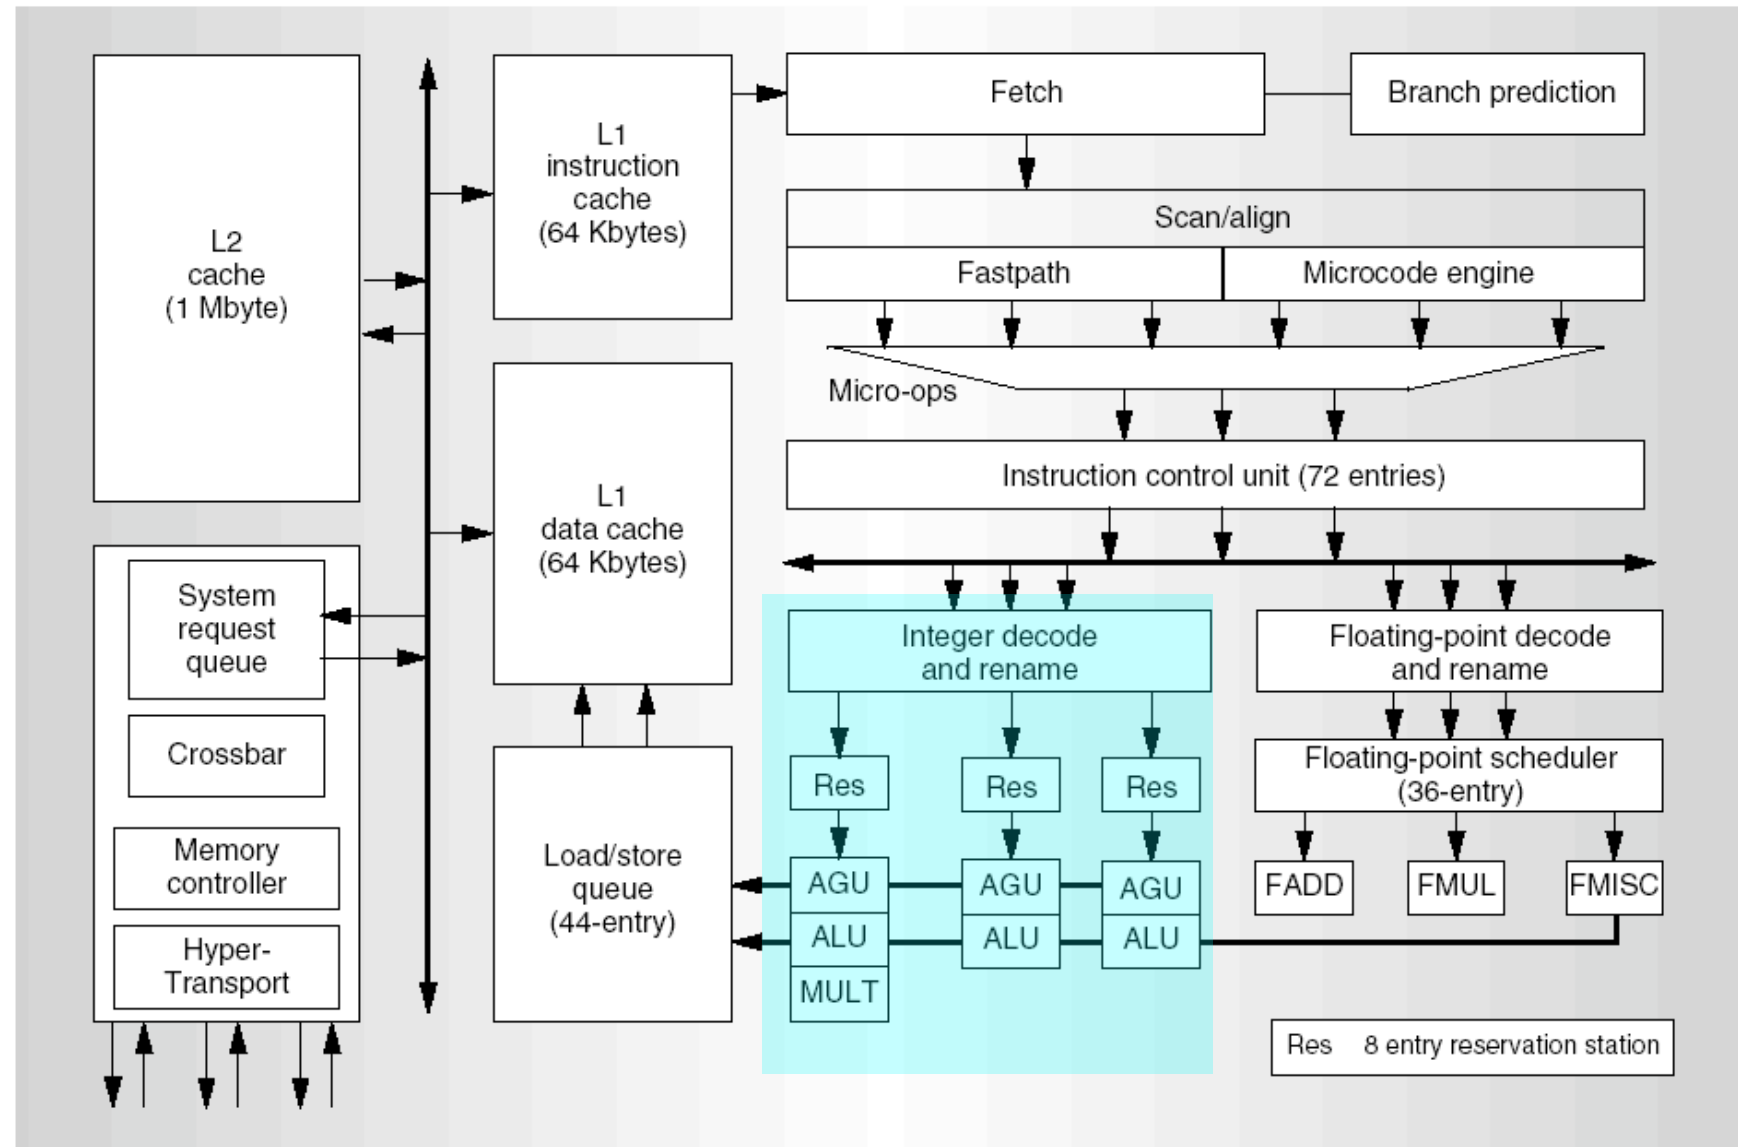 L2
cache
(1 Mbyte)
System
request
queue
Crossbar
Memory
controller
Hyper-
Transport
L1
instruction
cache
(64 Kbytes)
L1
data cache
(64 Kbytes)
Load/store
queue
(44-entry)
Fetch
Branch prediction
Scan/align
Fastpath
Microcode engine
Micro-ops
Instruction control unit (72 entries)
Integer decode
and rename
Res
Res
Res
AGU
AGU
AGU
ALU
ALU
ALU
MULT
Floating-point decode
and rename
Floating-point scheduler
(36-entry)
FADD
FMUL
FMISC
Res 8 entry reservation station